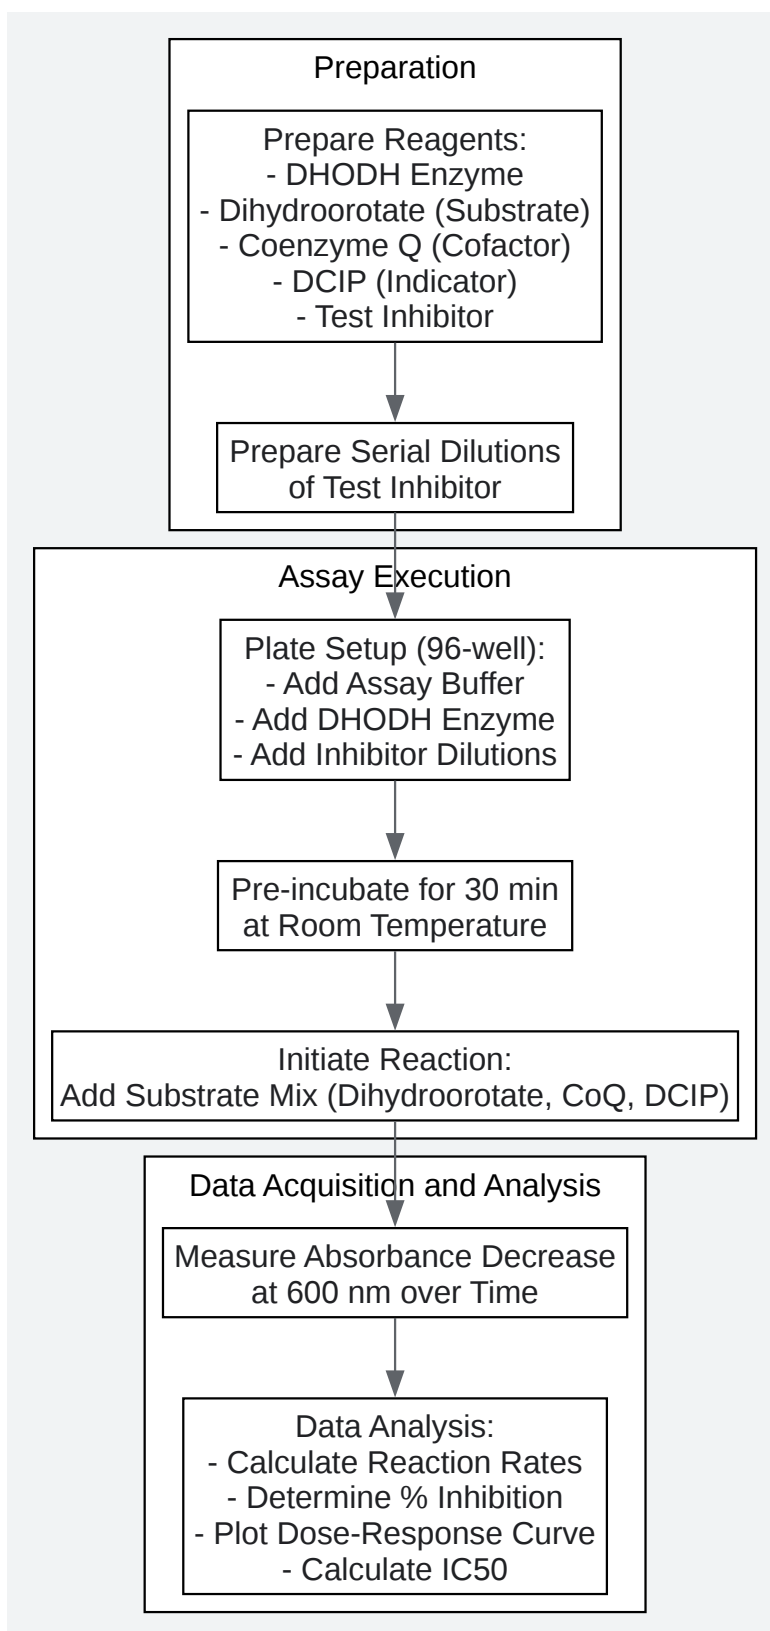 Preparation
Prepare Reagents:
- DHODH Enzyme
- Dihydroorotate (Substrate)
- Coenzyme Q (Cofactor)
- DCIP (Indicator)
- Test Inhibitor
Prepare Serial Dilutions
of Test Inhibitor
Assay Execution
Plate Setup (96-well):
- Add Assay Buffer
- Add DHODH Enzyme
- Add Inhibitor Dilutions
Pre-incubate for 30 min
at Room Temperature
Initiate Reaction:
Add Substrate Mix (Dihydroorotate, CoQ, DCIP)
Data Acquisition and Analysis
Measure Absorbance Decrease
at 600 nm over Time
Data Analysis:
- Calculate Reaction Rates
- Determine % Inhibition
- Plot Dose-Response Curve
- Calculate IC50